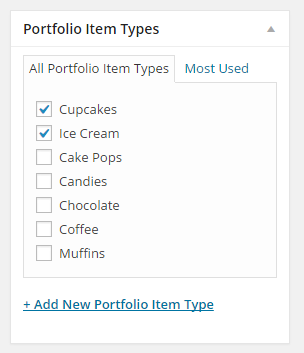 Portfolio Item Types
All Portfolio Item Types Most Used
Cupcakes
Ice Cream
Cake Pops
Candies
Chocolate
Coffee
Muffins
+ Add New Portfolio Item Type